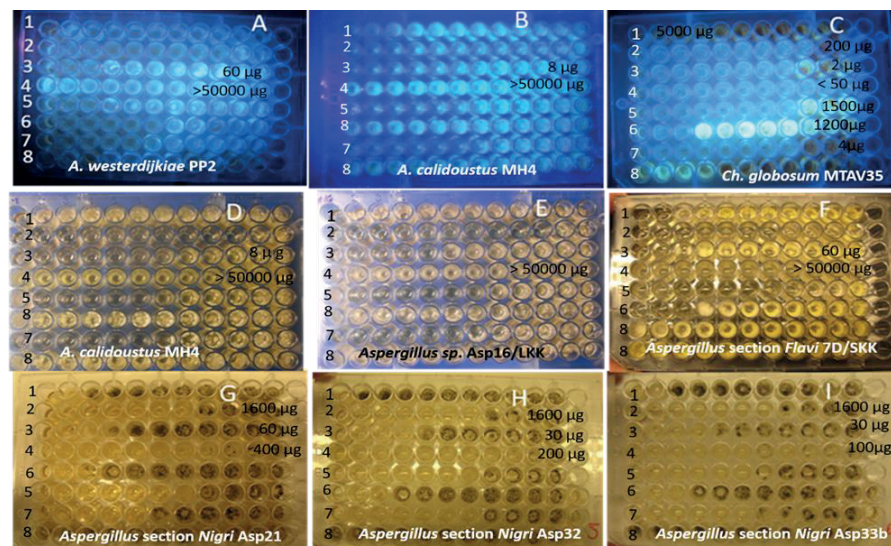 A
1
2
3
60 µg
4
>50000 µg
5
6
7
8
A. westerdijkiae PP2
B
1
2
3
8 µg
4
>50000 µg
5
8
7
8
A. calidoustus MH4
C
1
5000 µg
2
200 µg
3
2 µg
4
< 50 µg
5
1500µg
6
1200µg
7
4µg
8
Ch. globosum MTAV35
D
1
2
3
8 µg
4
> 50000 µg
5
8
7
8
A. calidoustus MH4
E
1
2
3
4
> 50000 µg
5
8
7
8
Aspergillus sp. Asp16/LKK
F
1
2
3
60 µg
4
> 50000 µg
5
6
7
8
Aspergillus section Flavi 7D/SKK
G
1
2
1600 µg
3
60 µg
4
400 µg
6
5
7
8
Aspergillus section Nigri Asp21
H
1
2
1600 µg
3
30 µg
4
200 µg
5
6
7
8
Aspergillus section Nigri Asp32
I
1
2
1600 µg
3
30 µg
4
100µg
5
6
7
8
Aspergillus section Nigri Asp33b